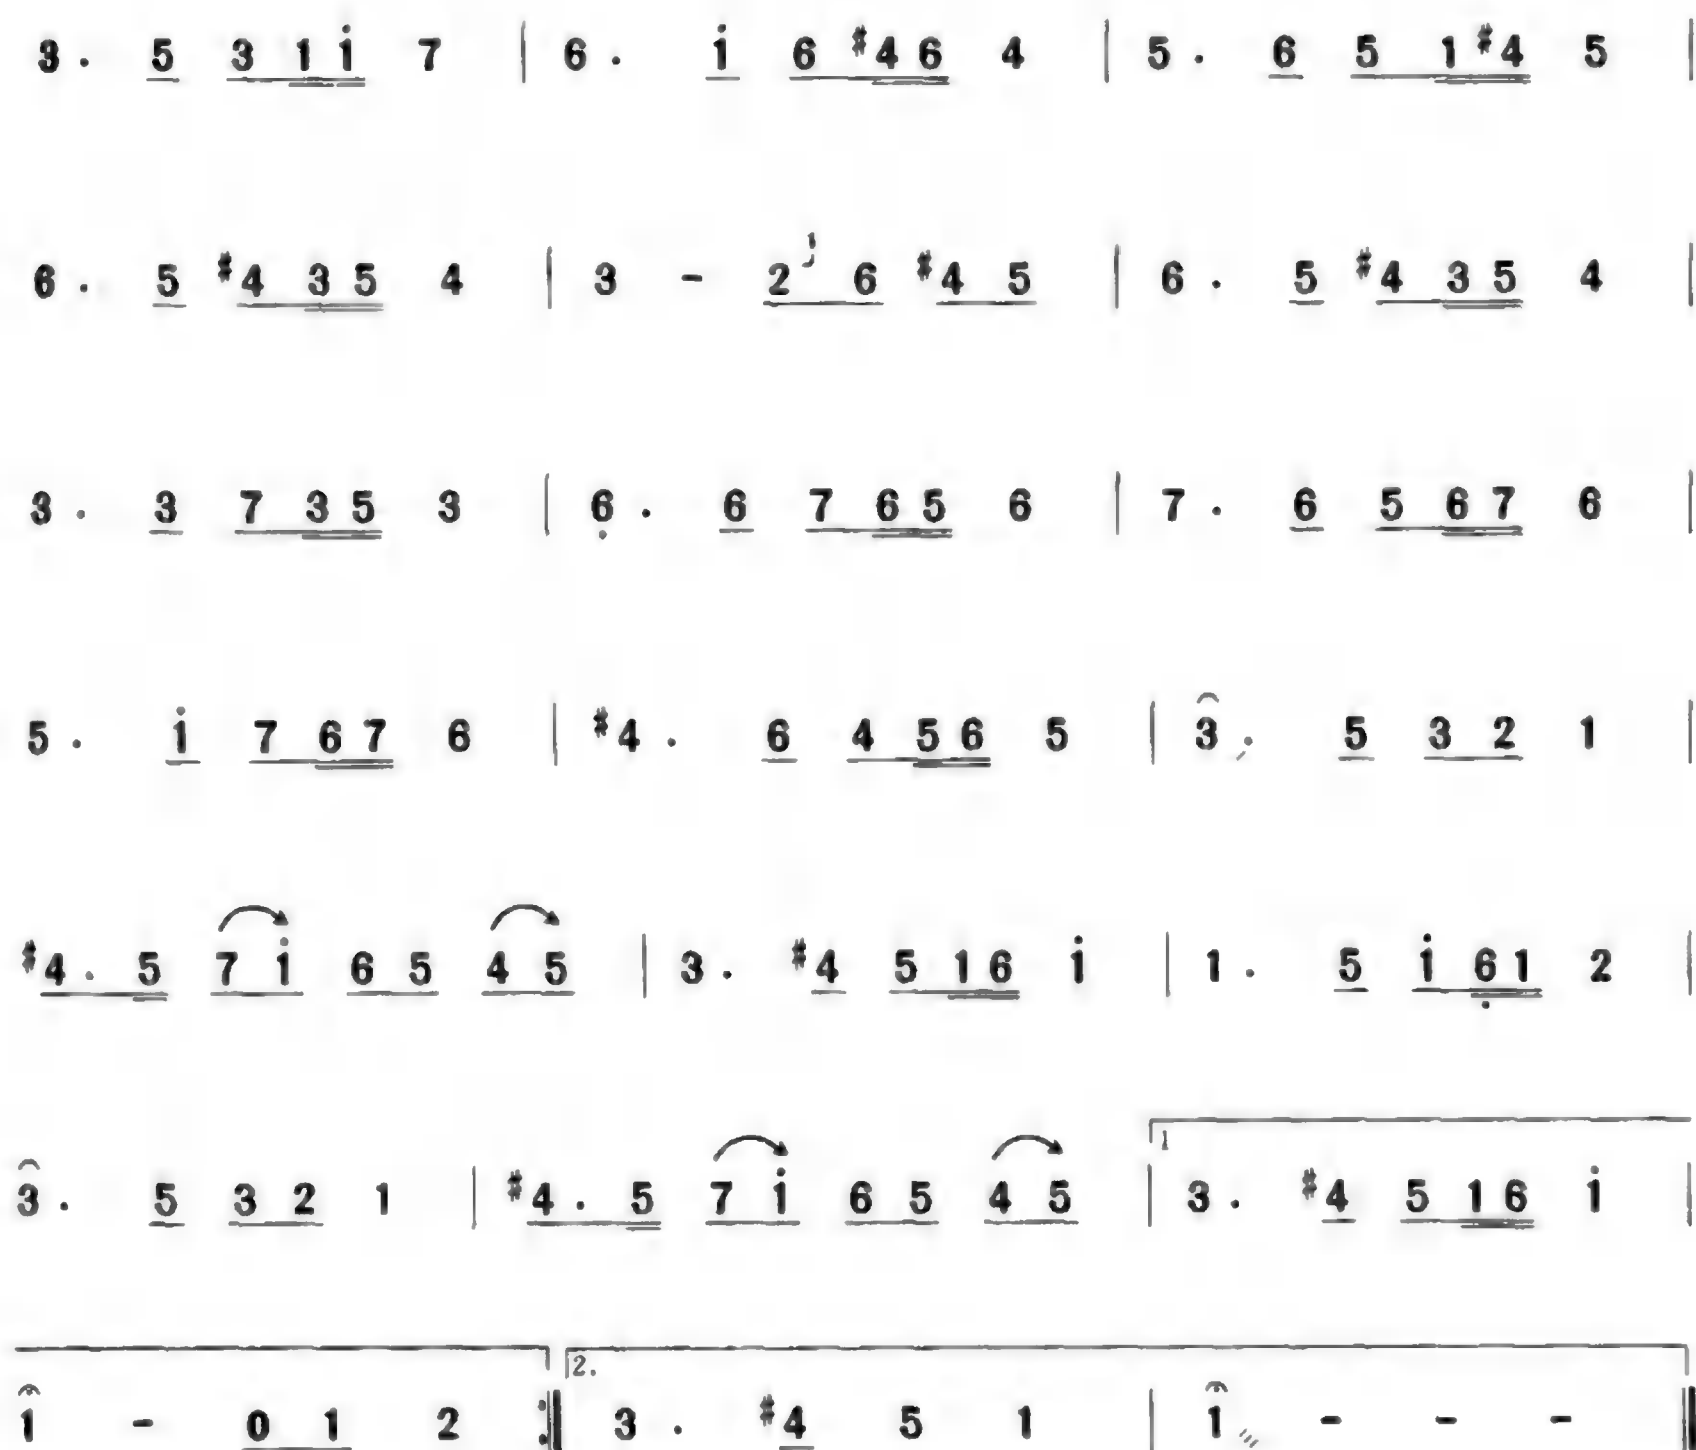 3 . 5 3 1 i 7 | 6 . i 6 #4 6 4 | 5 . 6 5 1 #4 5 |
6 . 5 #4 3 5 4 | 3 - 2 1 6 #4 5 | 6 . 5 #4 3 5 4 |
3 . 3 7 3 5 3 | 6̣ . 6 7 6 5 6 | 7 . 6 5 6 7 6 |
5 . i 7 6 7 6 | #4 . 6 4 5 6 5 | 3 . 5 3 2 1 |
#4 . 5 7 i 6 5 4 5 | 3 . #4 5 1 6 i | 1 . 5 i 6̣ 1 2 |
3 . 5 3 2 1 | #4 . 5 7 i 6 5 4 5 | 1 3 . #4 5 1 6 i |
1 - 0 1 2 :| 2. 3 . #4 5 1 | 1 - - - |